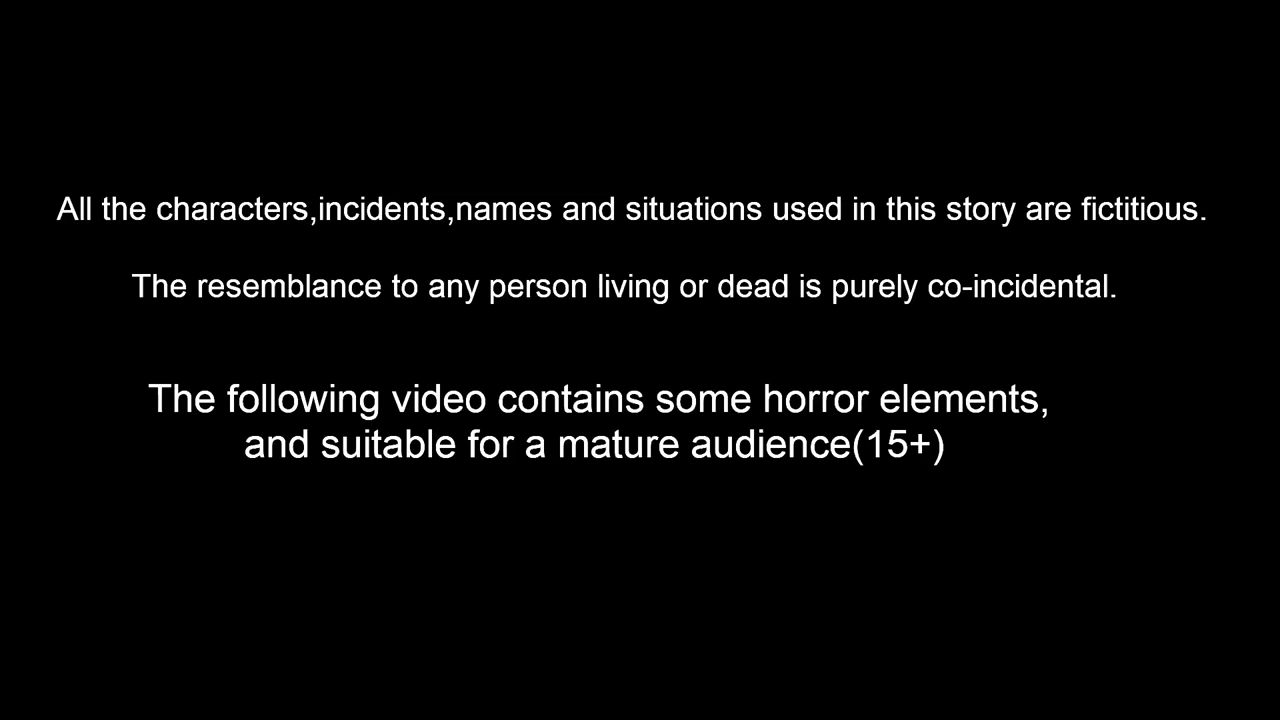 All the characters,incidents,names and situations used in this story are fictitious.
The resemblance to any person living or dead is purely co-incidental.
The following video contains some horror elements,
and suitable for a mature audience(15+)